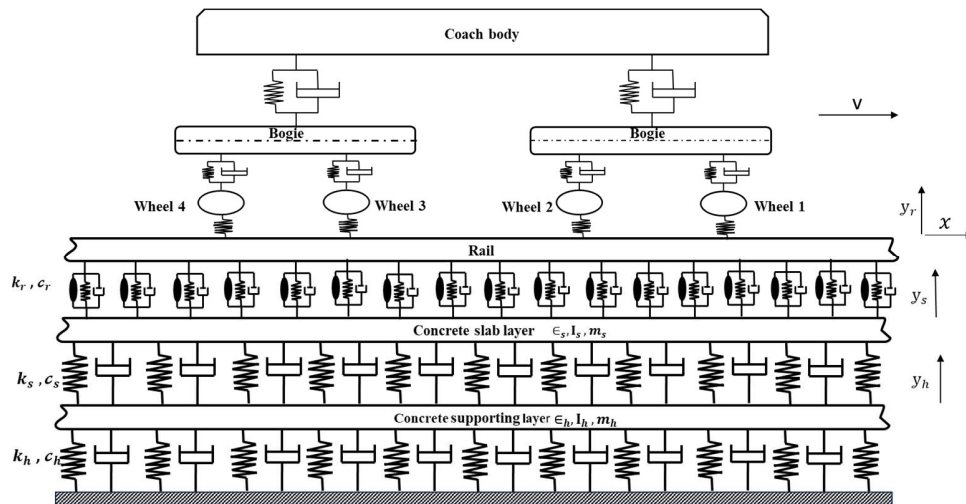 Coach body
V
Bogie
Bogie
Wheel 4
Wheel 3
Wheel 2
Wheel 1
y_r
x
Rail
k_r , c_r
y_s
Concrete slab layer ∈_s, I_s, m_s
k_s , c_s
y_h
Concrete supporting layer ∈_h, I_h, m_h
k_h , c_h